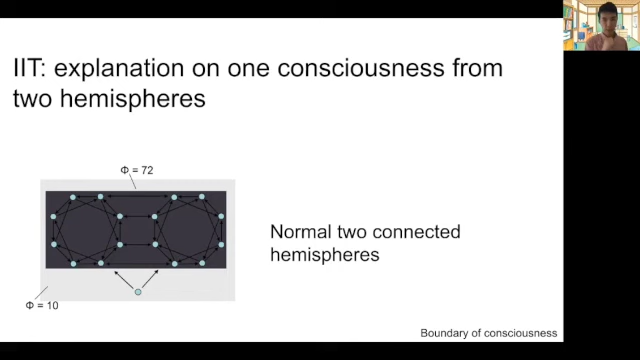 IIT: explanation on one consciousness from
two hemispheres
Φ = 72
Normal two connected
hemispheres
Φ = 10
Boundary of consciousness